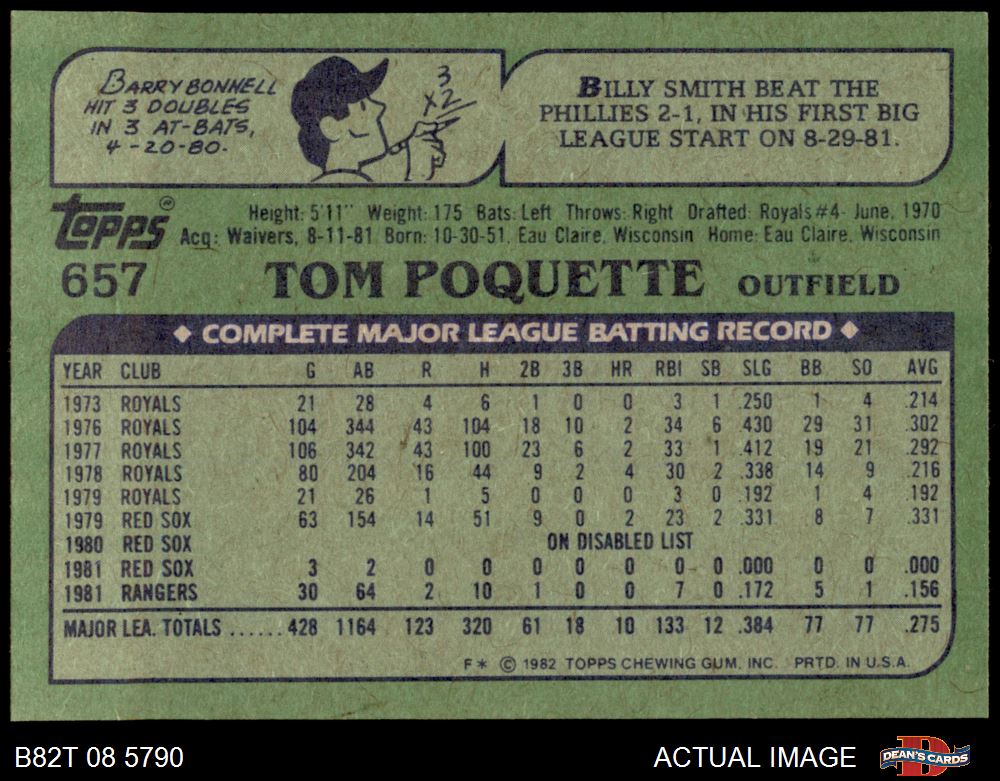 BARRY BONNELL
HIT 3 DOUBLES
IN 3 AT-BATS,
4-20-80.
3
X2
BILLY SMITH BEAT THE
PHILLIES 2-1, IN HIS FIRST BIG
LEAGUE START ON 8-29-81.
Topps®
Height: 5'11" Weight: 175 Bats: Left Throws: Right Drafted: Royals #4- June, 1970
Acq: Waivers, 8-11-81 Born: 10-30-51, Eau Claire, Wisconsin Home: Eau Claire, Wisconsin
657 TOM POQUETTE OUTFIELD
◆ COMPLETE MAJOR LEAGUE BATTING RECORD ◆
YEAR CLUB G AB R H 2B 3B HR RBI SB SLG BB SO AVG
1973 ROYALS 21 28 4 6 1 0 0 3 1 .250 1 4 .214
1976 ROYALS 104 344 43 104 18 10 2 34 6 .430 29 31 .302
1977 ROYALS 106 342 43 100 23 6 2 33 1 .412 19 21 .292
1978 ROYALS 80 204 16 44 9 2 4 30 2 .338 14 9 .216
1979 ROYALS 21 26 1 5 0 0 0 3 0 .192 1 4 .192
1979 RED SOX 63 154 14 51 9 0 2 23 2 .331 8 7 .331
1980 RED SOX ON DISABLED LIST
1981 RED SOX 3 2 0 0 0 0 0 0 0 .000 0 0 .000
1981 RANGERS 30 64 2 10 1 0 0 7 0 .172 5 1 .156
MAJOR LEA. TOTALS ......428 1164 123 320 61 18 10 133 12 .384 77 77 .275
F* © 1982 TOPPS CHEWING GUM, INC. PRTD. IN U.S.A.
B82T 08 5790
ACTUAL IMAGE
DEAN'S CARDS